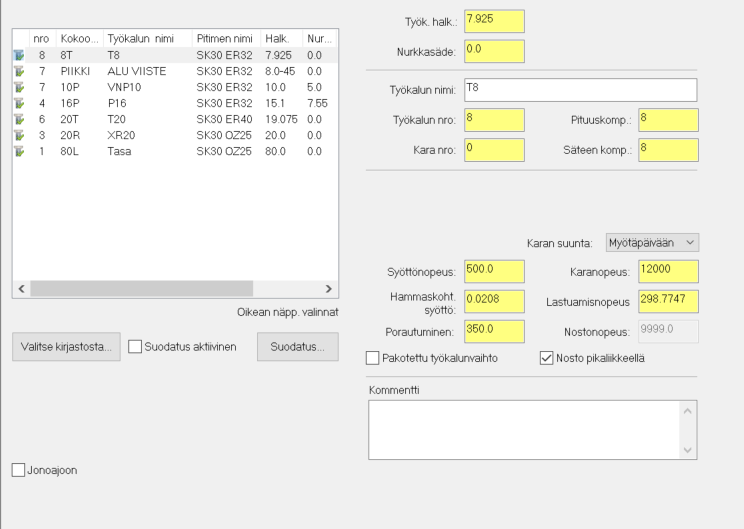 nro Kokoo... Työkalun nimi Pitimen nimi Halk. Nur...
8 8T T8 SK30 ER32 7.925 0.0
7 PIIKKI ALU VIISTE SK30 ER32 8.0-45 0.0
7 10P VNP10 SK30 ER32 10.0 5.0
4 16P P16 SK30 ER32 15.1 7.55
6 20T T20 SK30 ER40 19.075 0.0
3 20R XR20 SK30 OZ25 20.0 0.0
1 80L Tasa SK30 OZ25 80.0 0.0
Oikean näpp. valinnat
Valitse kirjastosta... Suodatus aktiivinen Suodatus...
Jonoajoon
Työk. halk.: 7.925
Nurkkasäde: 0.0
Työkalun nimi: T8
Työkalun nro: 8 Pituuskomp.: 8
Kara nro: 0 Säteen komp.: 8
Karan suunta: Myötäpäivään
Syöttönopeus: 500.0 Karanopeus: 12000
Hammaskoht.
syöttö: 0.0208 Lastuamisnopeus 298.7747
Porautuminen: 350.0 Nostonopeus: 9999.0
Pakotettu työkalunvaihto Nosto pikaliikkeellä
Kommentti